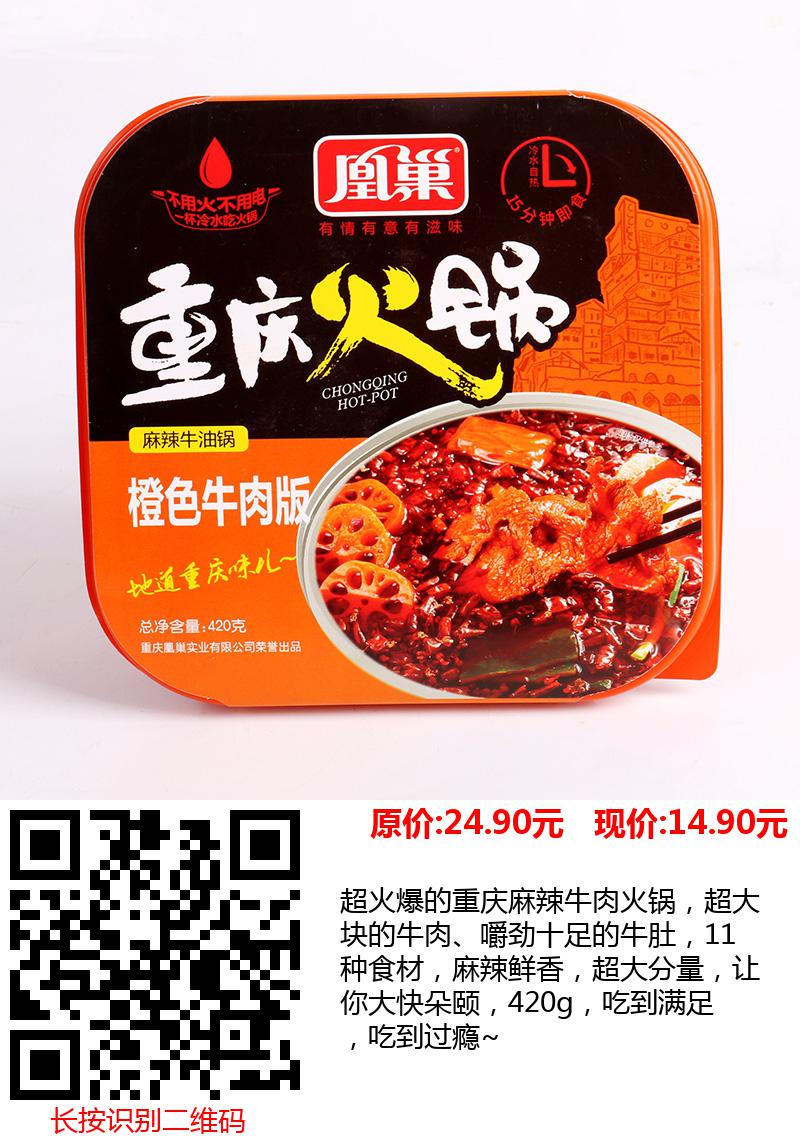 不用火不用电
一杯冷水吃火锅
凰巢
®
有情有意有滋味
冷水自热
15分钟即食
重庆火锅
CHONGQING
HOT-POT
麻辣牛油锅
橙色牛肉版
地道重庆味儿~
总净含量:420克
重庆凰巢实业有限公司荣誉出品
原价:24.90元 现价:14.90元
超火爆的重庆麻辣牛肉火锅，超大
块的牛肉、嚼劲十足的牛肚，11
种食材，麻辣鲜香，超大分量，让
你大快朵颐，420g，吃到满足
，吃到过瘾~
长按识别二维码